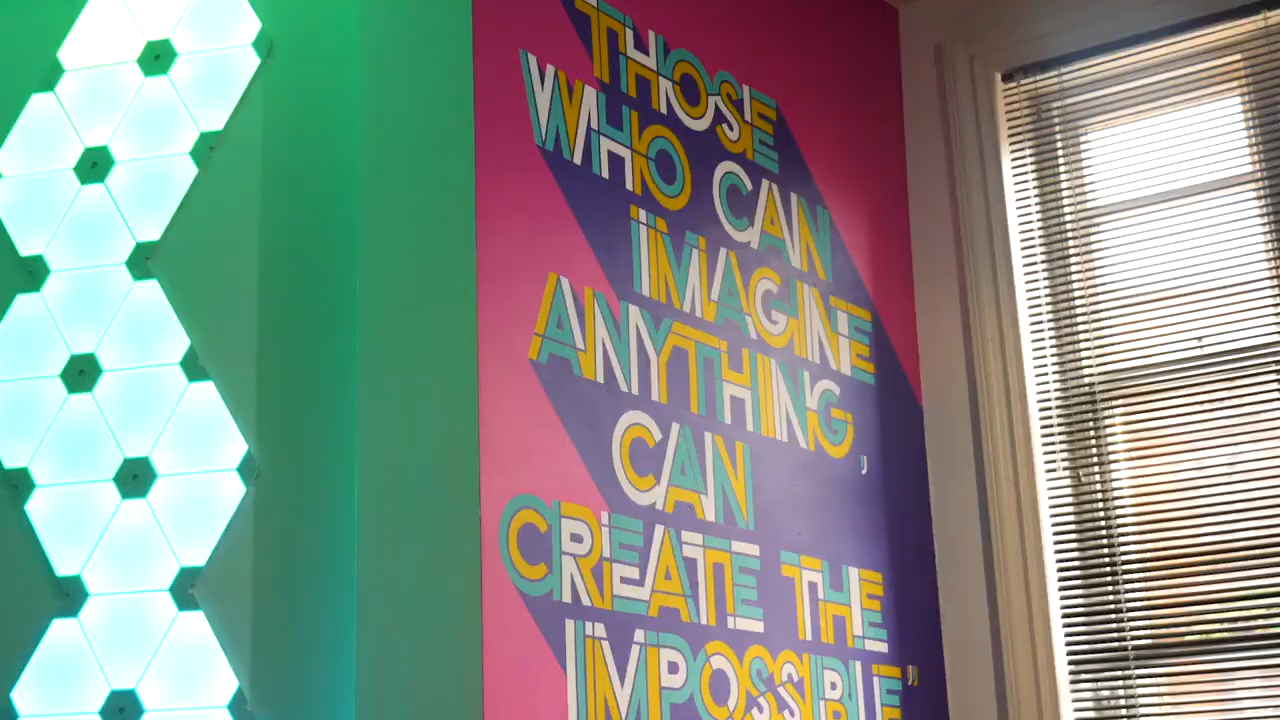 THOSE
WHO CAN
IMAGINE
ANYTHING,
CAN
CREATE THE
IMPOSSIBLE"